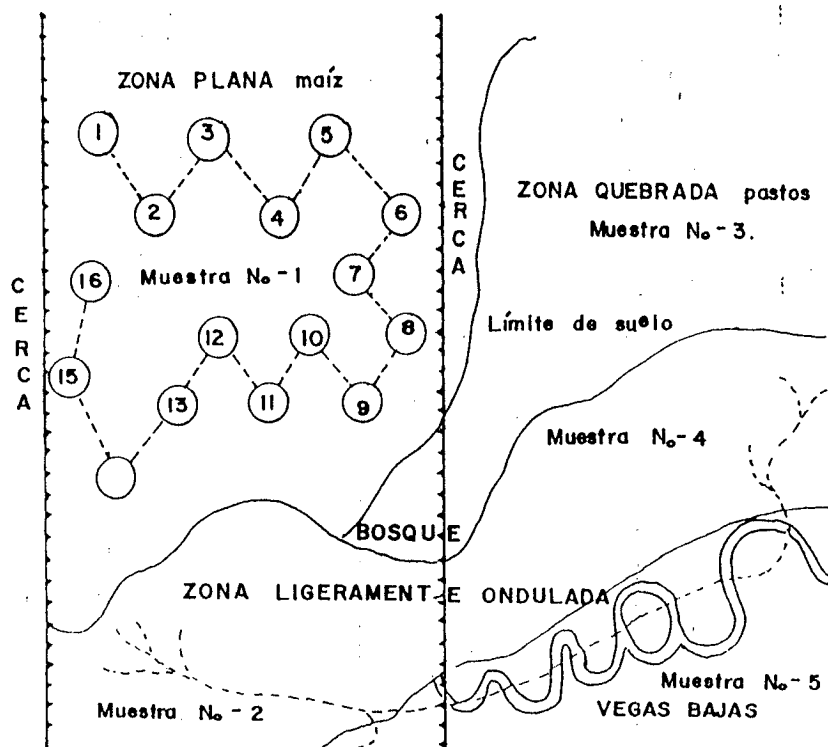 ZONA PLANA maíz
1
3
5
2
4
6
CERCA
ZONA QUEBRADA pastos
Muestra No-3.
16
Muestra No-1
7
CERCA
12
10
8
Límite de suelo
15
13
11
9
Muestra No-4
BOSQUE
ZONA LIGERAMENTE ONDULADA
Muestra No-5
VEGAS BAJAS
Muestra No-2